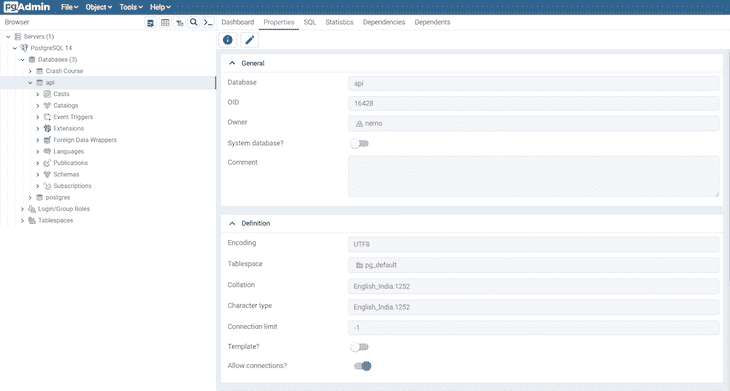 pgAdmin File Object Tools Help
Browser Dashboard Properties SQL Statistics Dependencies Dependents
Servers (1)
PostgreSQL 14
Databases (3)
Crash Course
api
Casts
Catalogs
Event Triggers
Extensions
Foreign Data Wrappers
Languages
Publications
Schemas
Subscriptions
postgres
Login/Group Roles
Tablespaces
General
Database api
OID 16428
Owner nemo
System database?
Comment
Definition
Encoding UTF8
Tablespace pg_default
Collation English_India.1252
Character type English_India.1252
Connection limit -1
Template?
Allow connections?